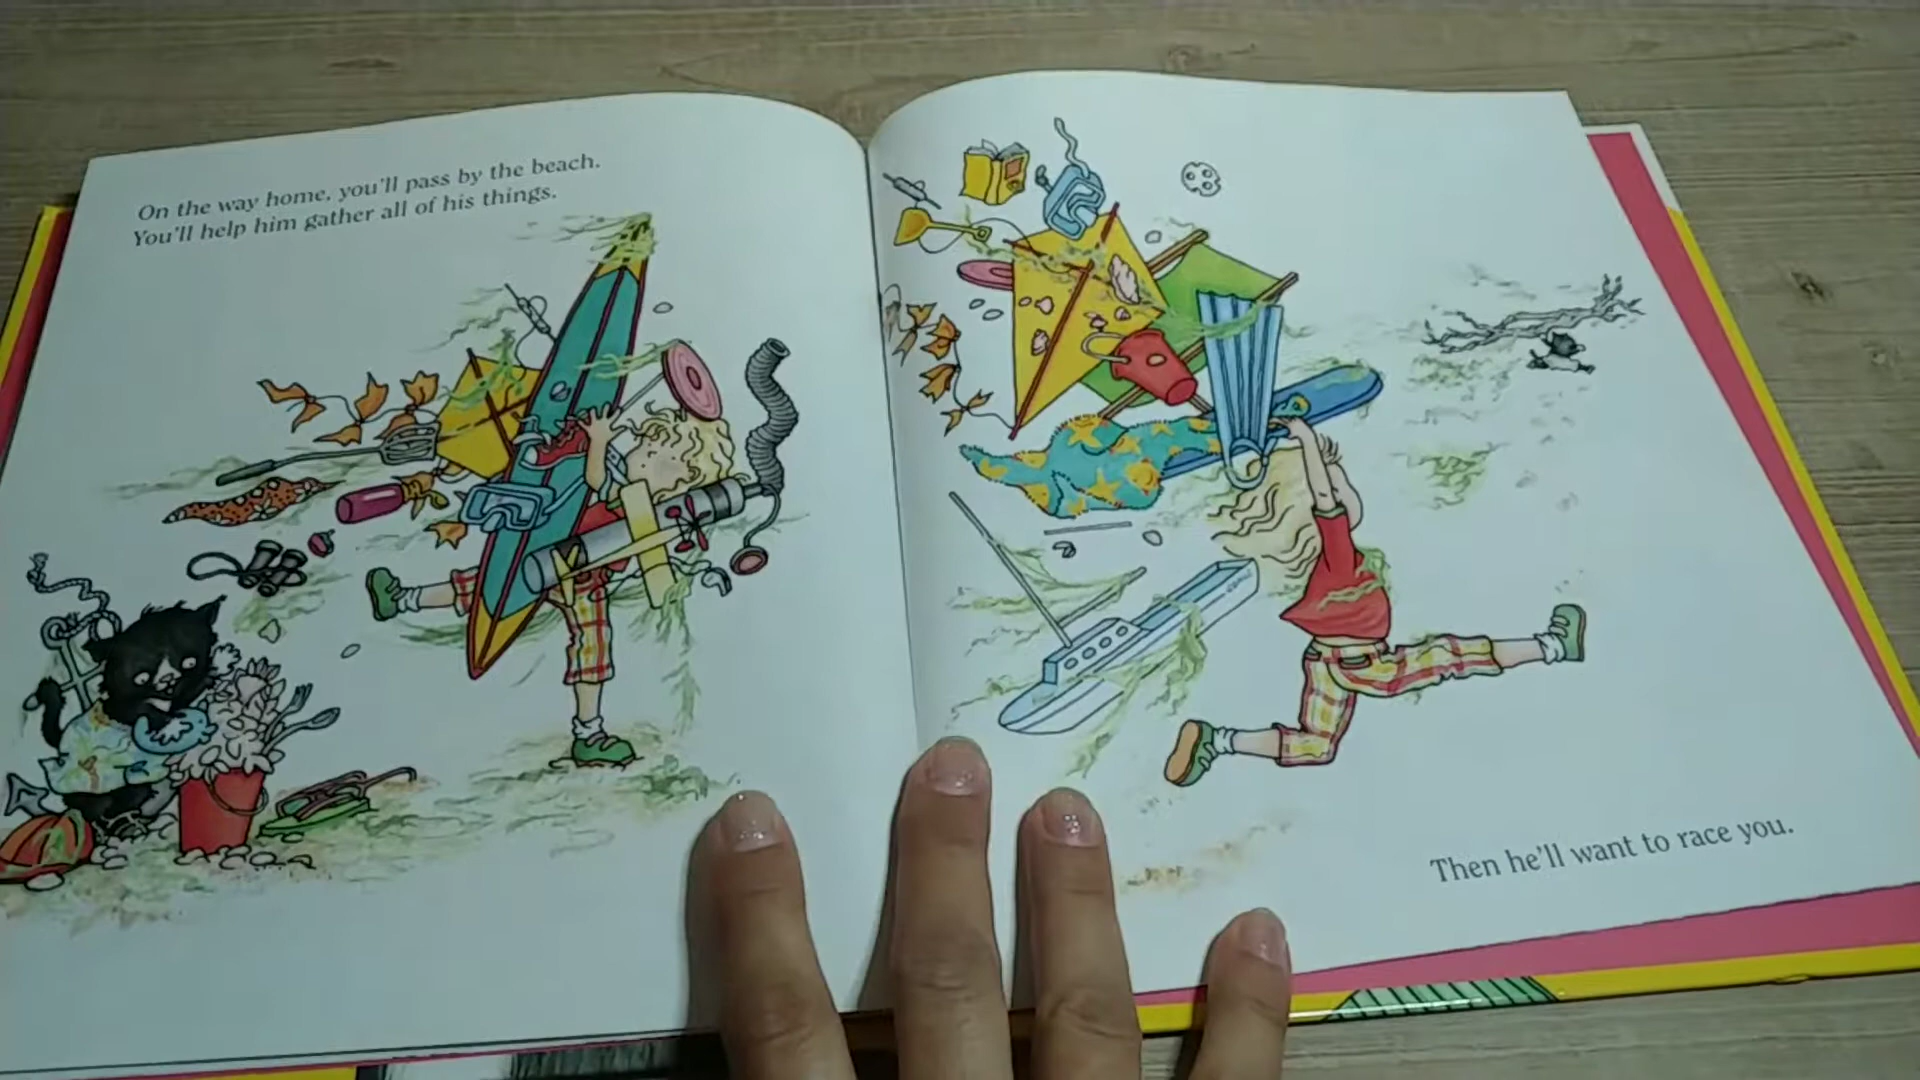 On the way home, you'll pass by the beach.
You'll help him gather all of his things.
Then he'll want to race you.